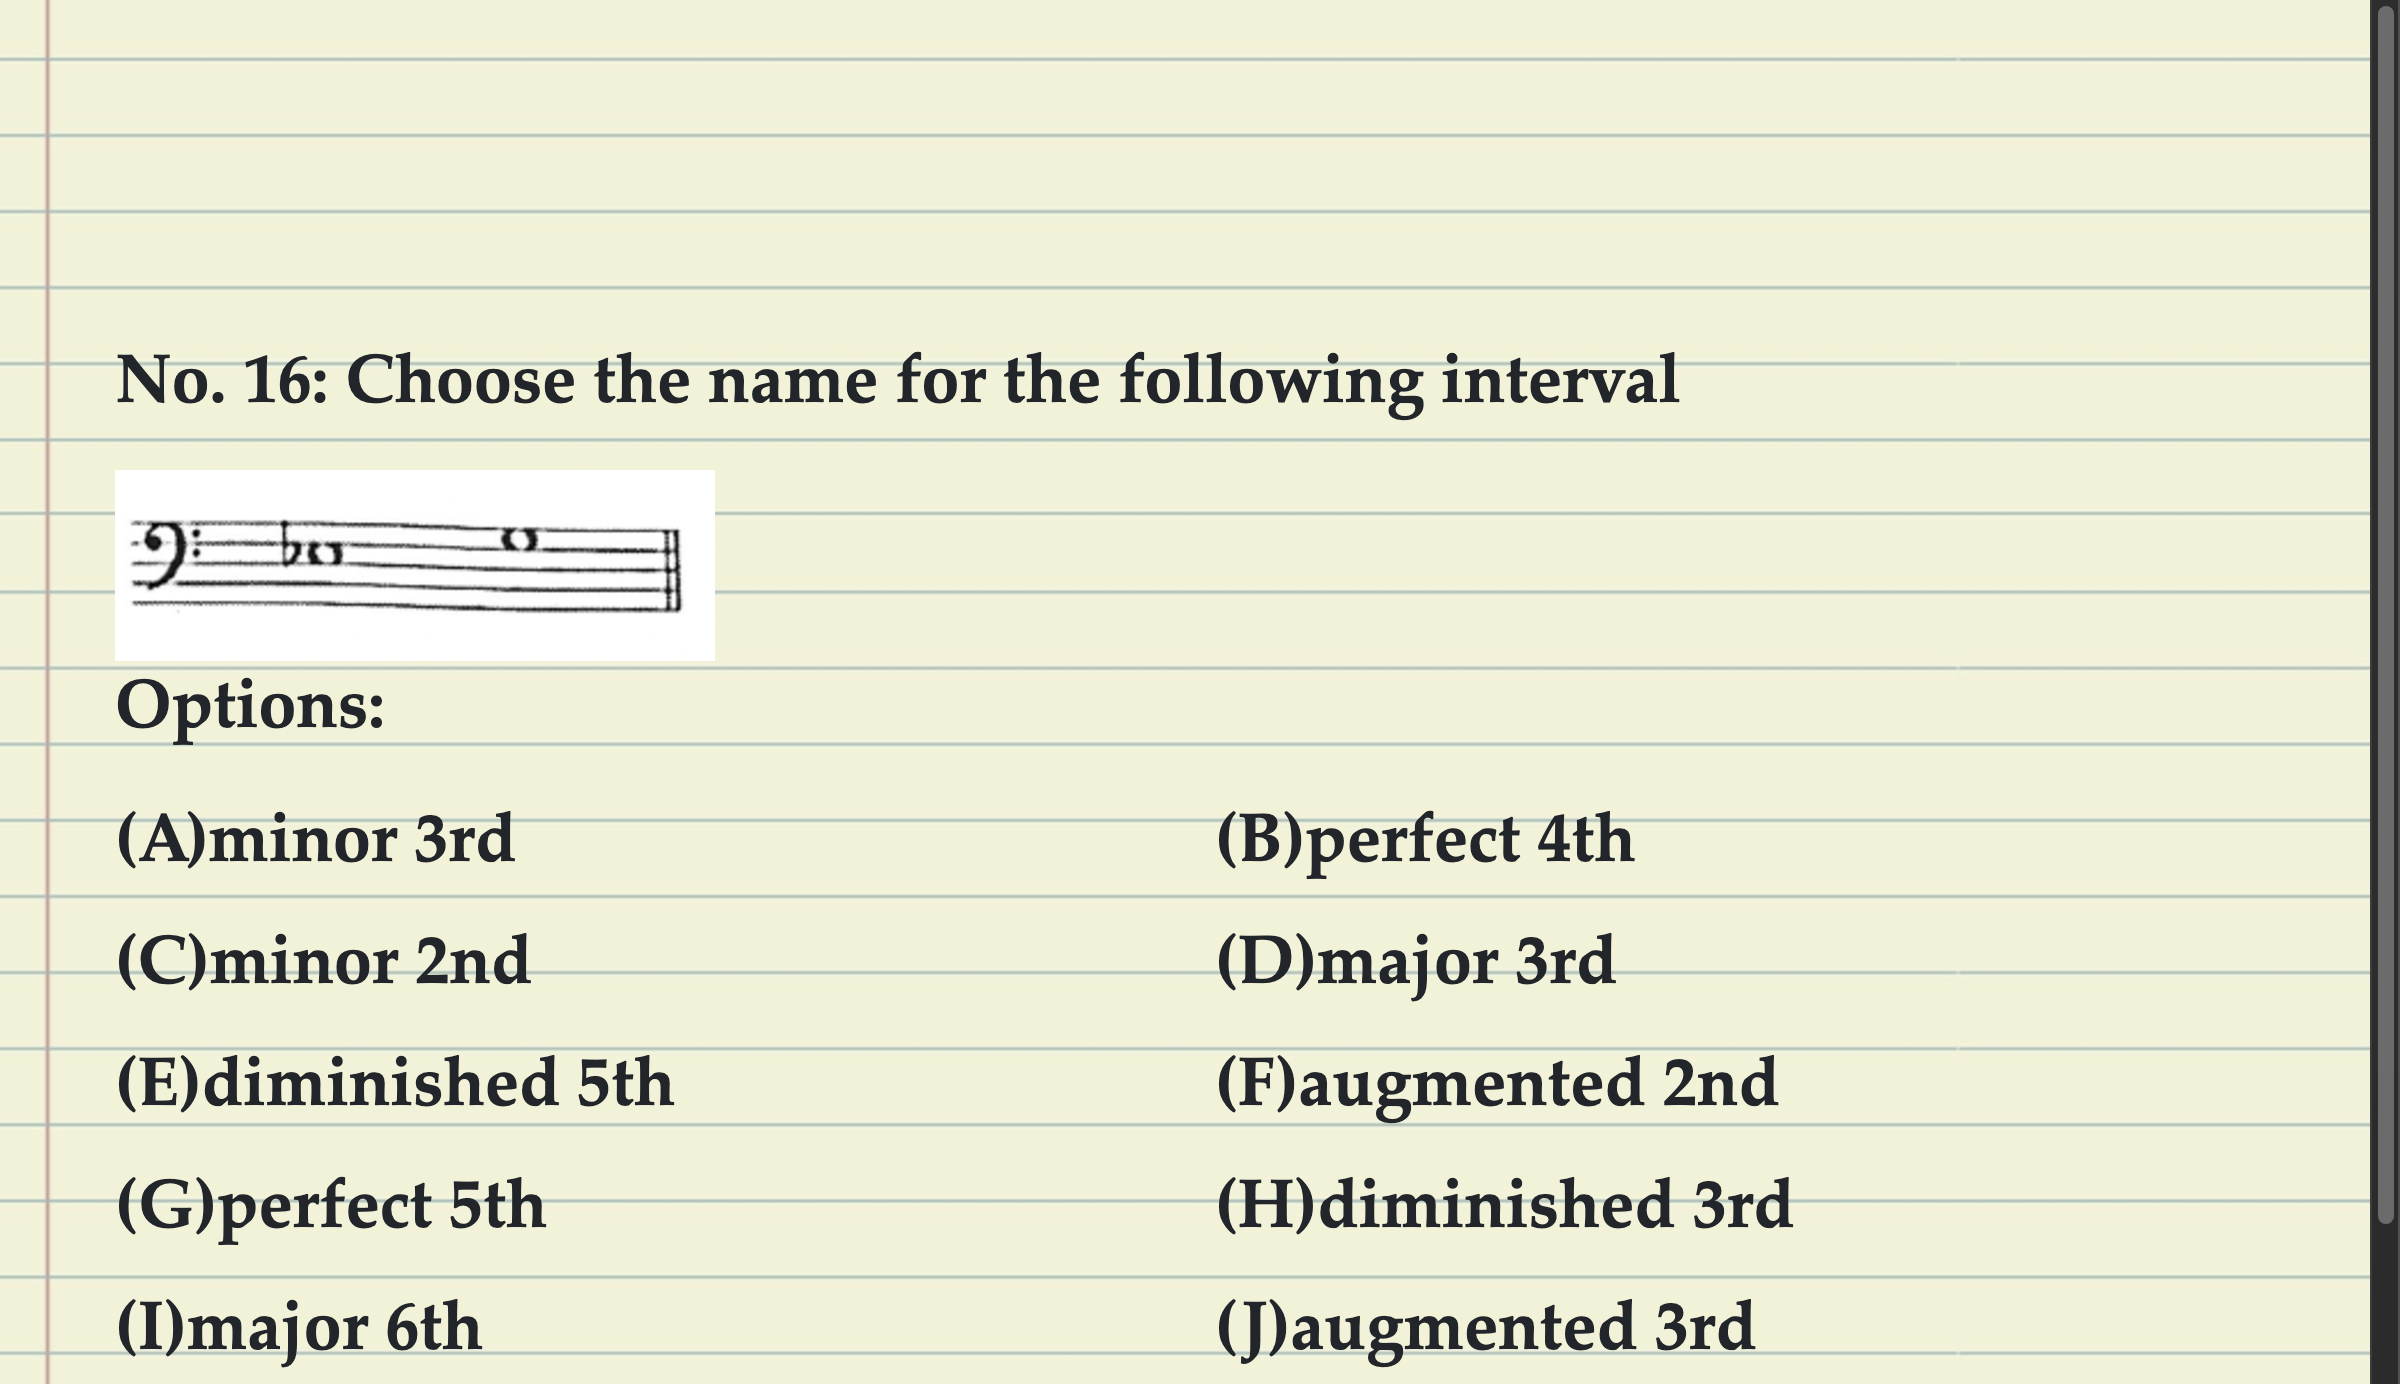 No. 16: Choose the name for the following interval
Options:
(A)minor 3rd
(B)perfect 4th
(C)minor 2nd
(D)major 3rd
(E)diminished 5th
(F)augmented 2nd
(G)perfect 5th
(H)diminished 3rd
(I)major 6th
(J)augmented 3rd